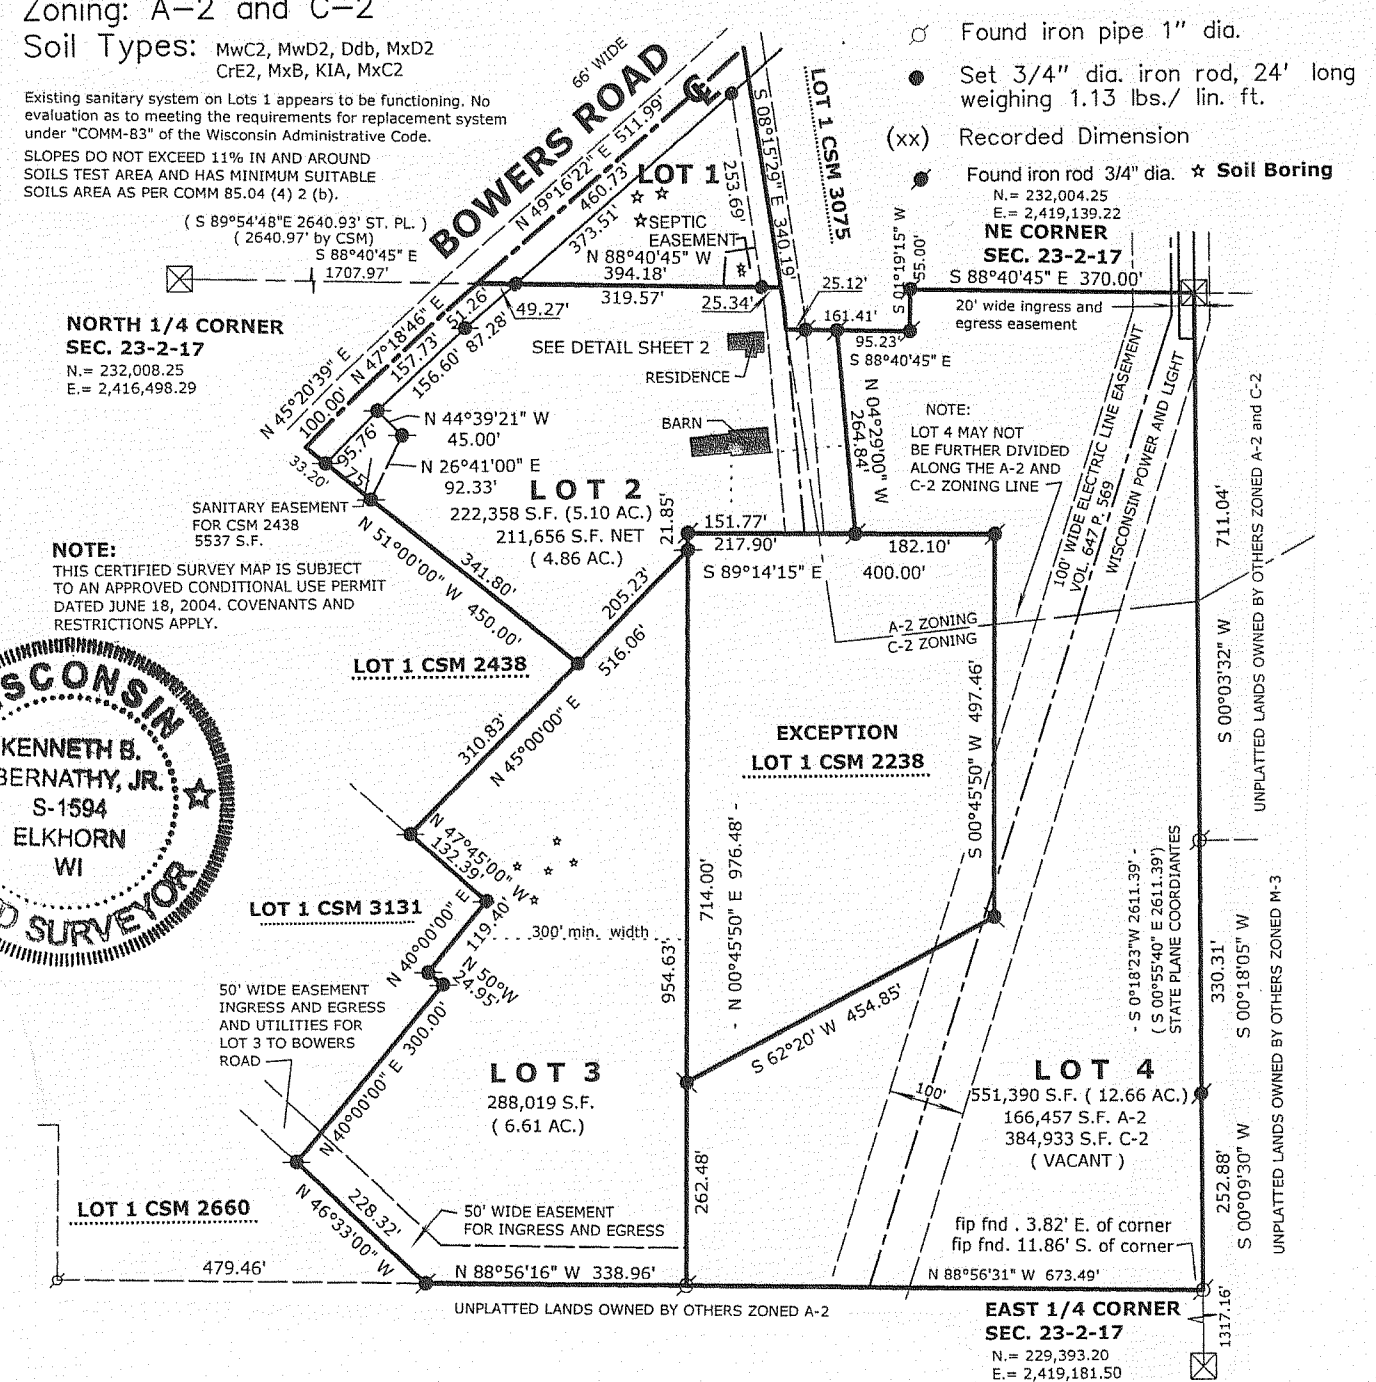 Zoning: A-2 and C-2
Soil Types: MwC2, MwD2, Ddb, MxD2
CrE2, MxB, KIA, MxC2
Existing sanitary system on Lots 1 appears to be functioning. No
evaluation as to meeting the requirements for replacement system
under "COMM-83" of the Wisconsin Administrative Code.
SLOPES DO NOT EXCEED 11% IN AND AROUND
SOILS TEST AREA AND HAS MINIMUM SUITABLE
SOILS AREA AS PER COMM 85.04 (4) 2 (b).
Found iron pipe 1" dia.
Set 3/4" dia. iron rod, 24' long
weighing 1.13 lbs./ lin. ft.
(xx) Recorded Dimension
Found iron rod 3/4" dia.
☆ Soil Boring
N.= 232,004.25
E.= 2,419,139.22
NE CORNER
SEC. 23-2-17
S 88°40'45" E 370.00'
20' wide ingress and
egress easement
( S 89°54'48"E 2640.93' ST. PL. )
( 2640.97' by CSM)
S 88°40'45" E
1707.97'
NORTH 1/4 CORNER
SEC. 23-2-17
N.= 232,008.25
E.= 2,416,498.29
BOWERS ROAD
66' WIDE
N 49°16'22" E 511.99'
460.73'
373.51'
LOT 1
253.69'
S 08°15'29" E 340.19'
LOT 1 CSM 3075
SEPTIC
EASEMENT
N 88°40'45" W
394.18'
319.57'
25.34'
25.12'
161.41'
S 01°19'15" W
55.00'
95.23'
S 88°40'45" E
51.26'
49.27'
87.28'
N 47°18'46" E
157.73'
156.60'
N 45°20'39" E
100.00'
95.76'
33.20'
75'
N 44°39'21" W
45.00'
N 26°41'00" E
92.33'
SEE DETAIL SHEET 2
RESIDENCE
BARN
N 04°29'00" W
264.84'
NOTE:
LOT 4 MAY NOT
BE FURTHER DIVIDED
ALONG THE A-2 AND
C-2 ZONING LINE
100' WIDE ELECTRIC LINE EASEMENT
VOL. 647 P. 569
WISCONSIN POWER AND LIGHT
711.04'
S 00°03'32" W
UNPLATTED LANDS OWNED BY OTHERS ZONED A-2 and C-2
SANITARY EASEMENT
FOR CSM 2438
5537 S.F.
LOT 2
222,358 S.F. (5.10 AC.)
211,656 S.F. NET
( 4.86 AC.)
21.85'
151.77'
217.90'
182.10'
S 89°14'15" E
400.00'
NOTE:
THIS CERTIFIED SURVEY MAP IS SUBJECT
TO AN APPROVED CONDITIONAL USE PERMIT
DATED JUNE 18, 2004. COVENANTS AND
RESTRICTIONS APPLY.
341.80'
N 51°00'00" W 450.00'
205.23'
516.06'
A-2 ZONING
C-2 ZONING
LOT 1 CSM 2438
310.83'
N 45°00'00" E
EXCEPTION
LOT 1 CSM 2238
S 00°45'50" W 497.46'
KENNETH B.
BERNATHY, JR.
S-1594
ELKHORN
WI
SURVEYOR
N 47°45'00" W
132.39'
LOT 1 CSM 3131
N 40°00'00" E
119.40'
300' min. width
N 50°W
24.95'
714.00'
954.63'
- N 00°45'50" E 976.48' -
- S 0°18'23"W 2611.39' -
( S 00°55'40" E 2611.39')
STATE PLANE COORDIANTES
330.31'
S 00°18'05" W
UNPLATTED LANDS OWNED BY OTHERS ZONED M-3
50' WIDE EASEMENT
INGRESS AND EGRESS
AND UTILITIES FOR
LOT 3 TO BOWERS
ROAD
N 40°00'00" E 300.00'
S 62°20' W 454.85'
LOT 3
288,019 S.F.
( 6.61 AC.)
100'
LOT 4
551,390 S.F. ( 12.66 AC.)
166,457 S.F. A-2
384,933 S.F. C-2
( VACANT )
LOT 1 CSM 2660
228.32'
N 46°33'00" W
262.48'
252.88'
S 00°09'30" W
50' WIDE EASEMENT
FOR INGRESS AND EGRESS
fip fnd . 3.82' E. of corner
fip fnd. 11.86' S. of corner
479.46'
N 88°56'16" W 338.96'
N 88°56'31" W 673.49'
UNPLATTED LANDS OWNED BY OTHERS ZONED A-2
EAST 1/4 CORNER
SEC. 23-2-17
N.= 229,393.20
E.= 2,419,181.50
1317.16'